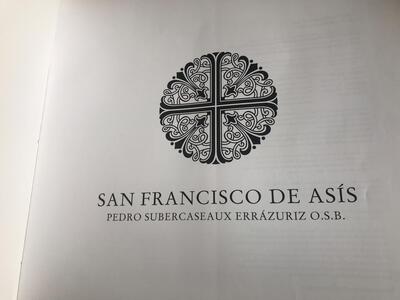 SAN FRANCISCO DE ASÍS
PEDRO SUBERCASEAUX ERRÁZURIZ O.S.B.